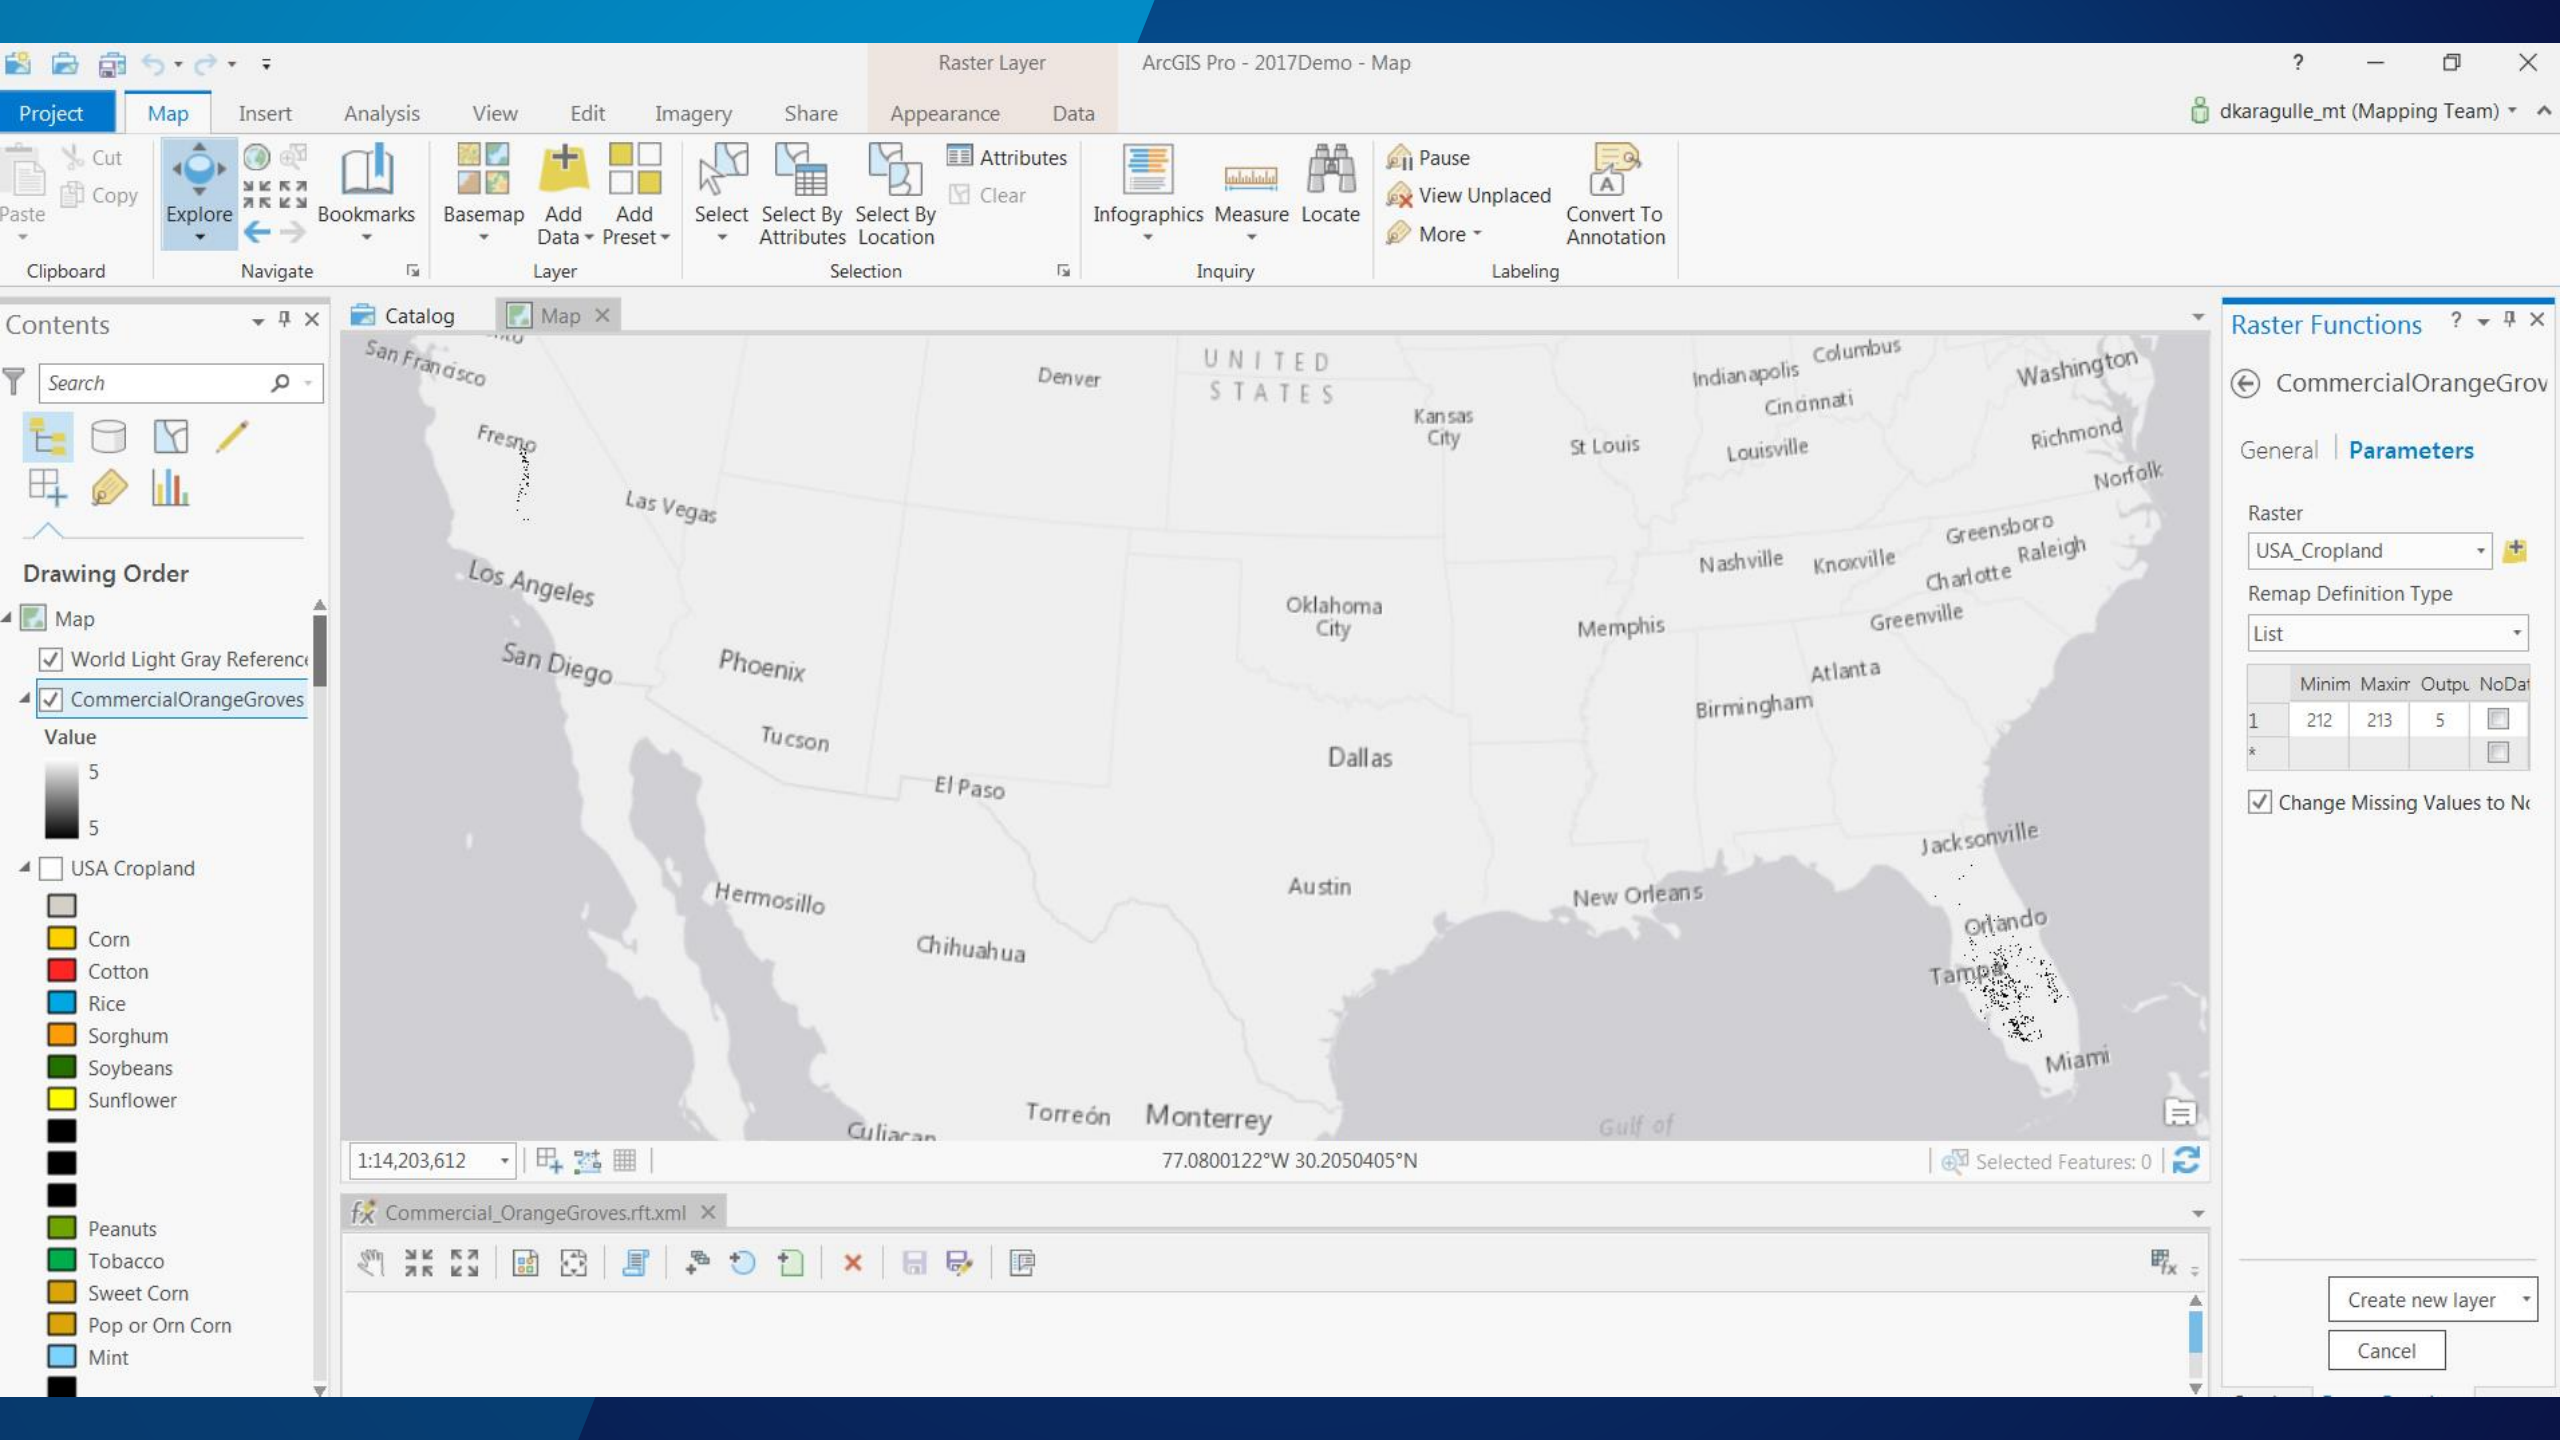 Raster Layer
ArcGIS Pro - 2017Demo - Map
?
Project
Map
Insert
Analysis
View
Edit
Imagery
Share
Appearance
Data
dkaragulle_mt (Mapping Team)
Paste
Cut
Copy
Clipboard
Explore
Bookmarks
Navigate
Basemap
Add Data
Add Preset
Layer
Select
Select By Attributes
Select By Location
Attributes
Clear
Selection
Infographics
Measure
Locate
Inquiry
Pause
View Unplaced
More
A
Convert To Annotation
Labeling
Contents
Search
Drawing Order
Map
World Light Gray Reference
CommercialOrangeGroves
Value
5
5
USA Cropland
Corn
Cotton
Rice
Sorghum
Soybeans
Sunflower
Peanuts
Tobacco
Sweet Corn
Pop or Orn Corn
Mint
Catalog
Map
San Francisco
Denver
UNITED
STATES
Kansas
City
Indianapolis
Columbus
Cincinnati
Washington
St Louis
Louisville
Richmond
Norfolk
Fresno
Las Vegas
Nashville
Knoxville
Greensboro
Raleigh
Charlotte
Greenville
Los Angeles
Oklahoma
City
Memphis
San Diego
Phoenix
Atlanta
Birmingham
Tucson
Dallas
El Paso
Jacksonville
Austin
New Orleans
Hermosillo
Orlando
Chihuahua
Tampa
Miami
Torreón
Monterrey
Culiacan
Gulf of
1:14,203,612
77.0800122°W 30.2050405°N
Selected Features: 0
fx Commercial_OrangeGroves.rft.xml
fx
Raster Functions
?
CommercialOrangeGrov
General
Parameters
Raster
USA_Cropland
Remap Definition Type
List
Minim Maxim Outpu NoDat
1 212 213 5
*
Change Missing Values to No
Create new layer
Cancel